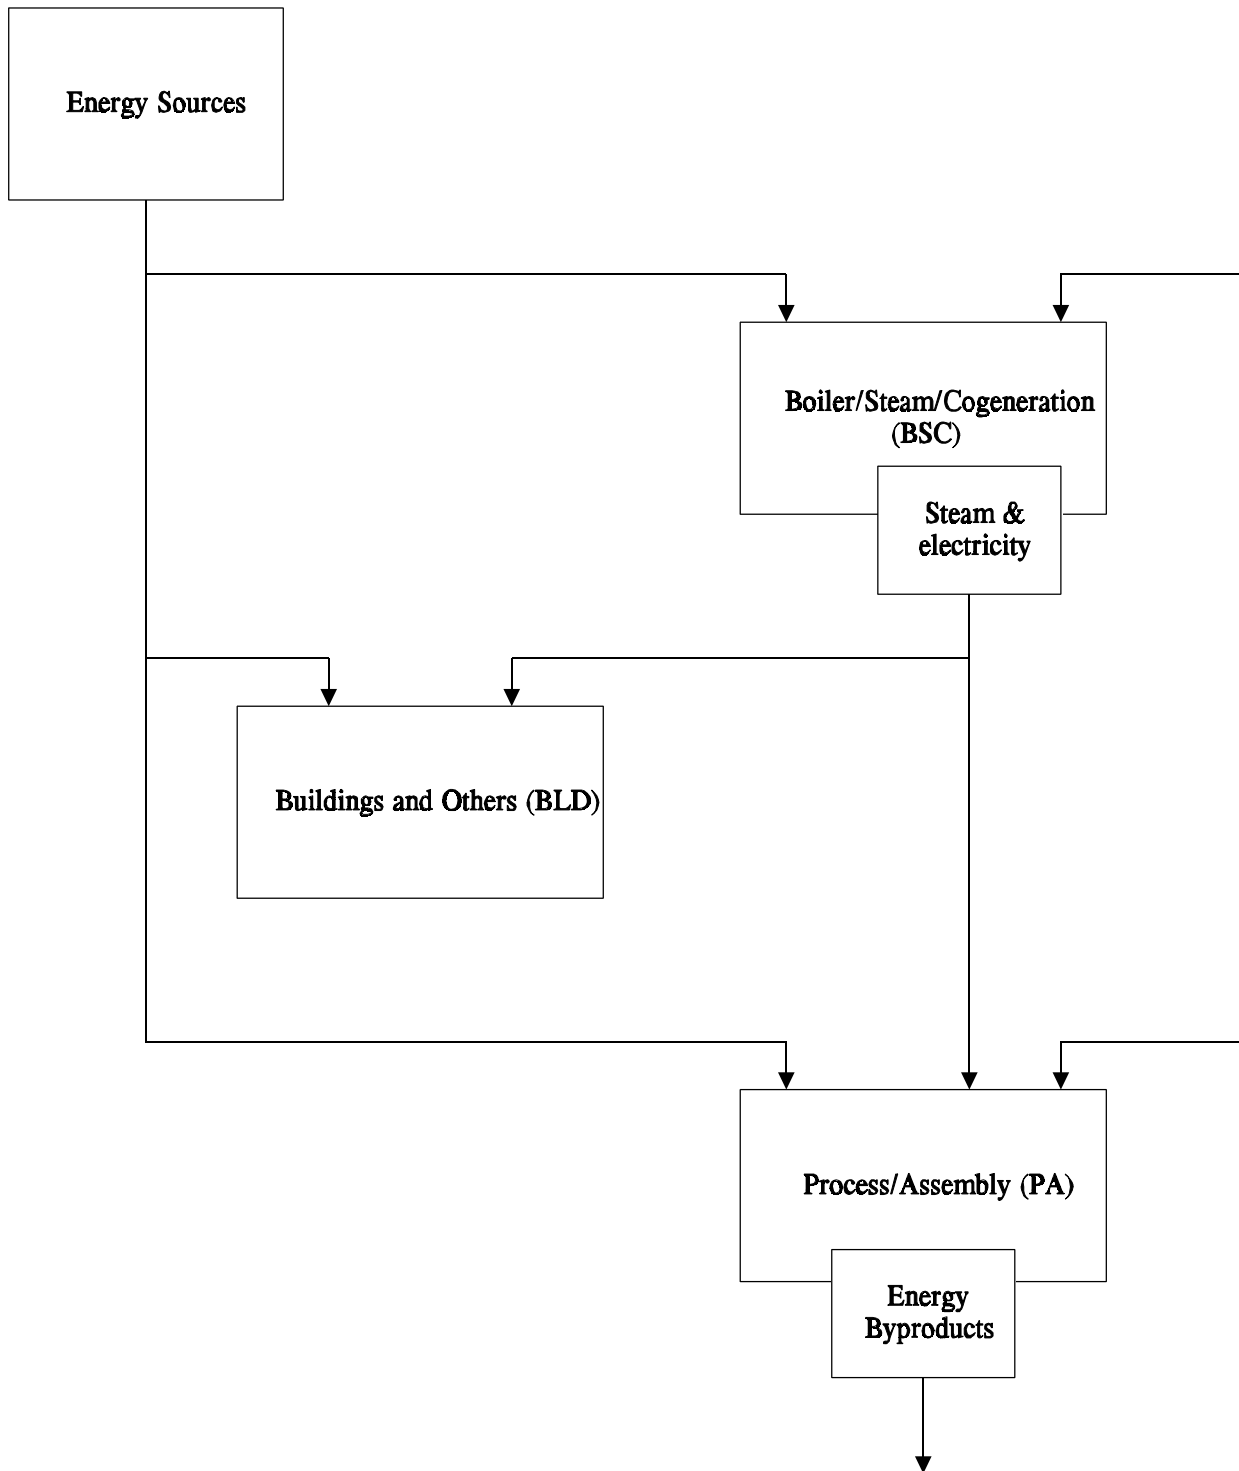 Energy Sources
Boiler/Steam/Cogeneration
(BSC)
Steam &
electricity
Buildings and Others (BLD)
Process/Assembly (PA)
Energy
Byproducts